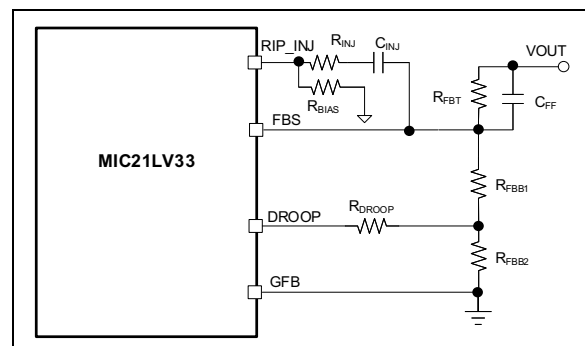 RIP_INJ
RINJ
CINJ
VOUT
RBIAS
RFBT
CFF
FBS
MIC21LV33
RFBB1
DROOP
RDROOP
RFBB2
GFB